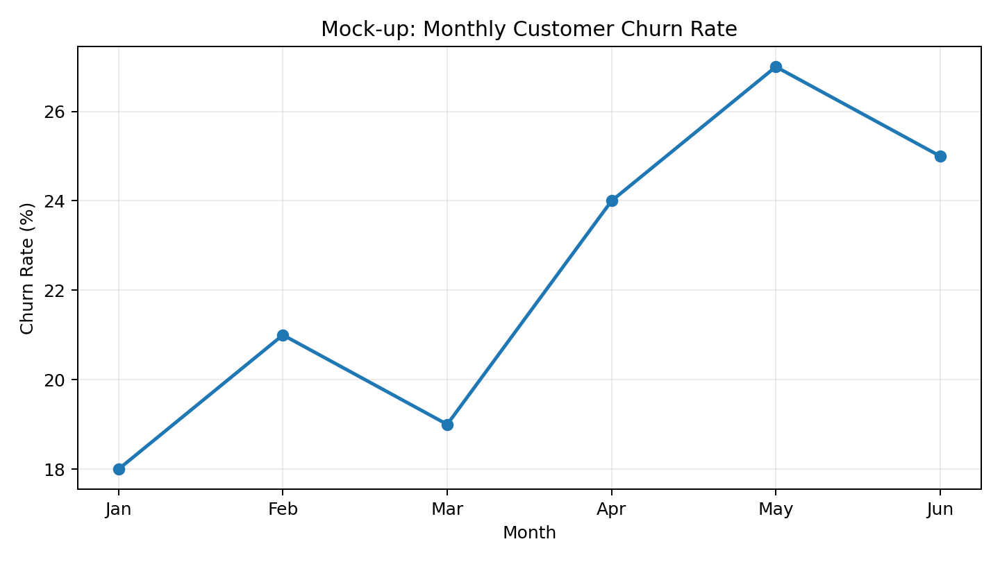 Mock-up: Monthly Customer Churn Rate
26
24
22
20
18
Churn Rate (%)
Jan Feb Mar Apr May Jun
Month